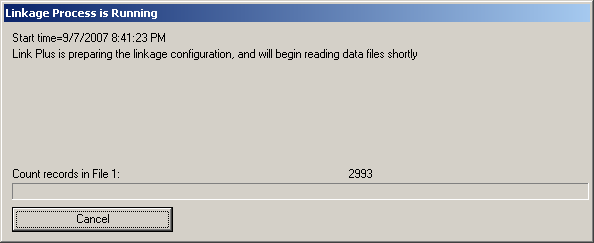 Linkage Process is Running
Start time=9/7/2007 8:41:23 PM
Link Plus is preparing the linkage configuration, and will begin reading data files shortly
Count records in File 1: 2993
Cancel